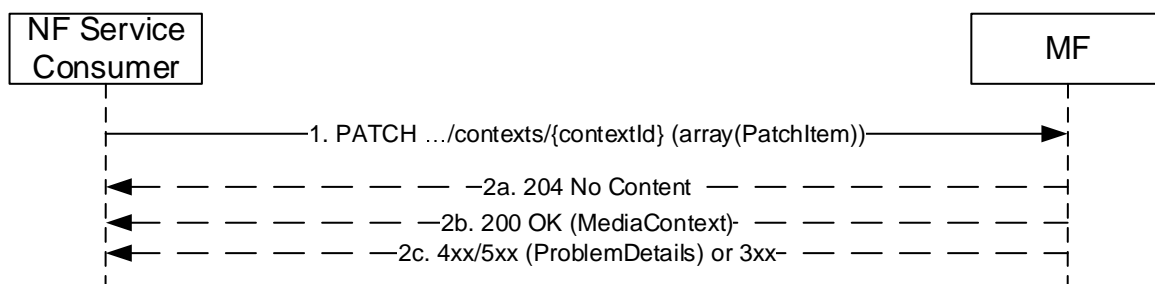 NF Service
Consumer
MF
1. PATCH …/contexts/{contextId} (array(PatchItem))
2a. 204 No Content
2b. 200 OK (MediaContext)
2c. 4xx/5xx (ProblemDetails) or 3xx